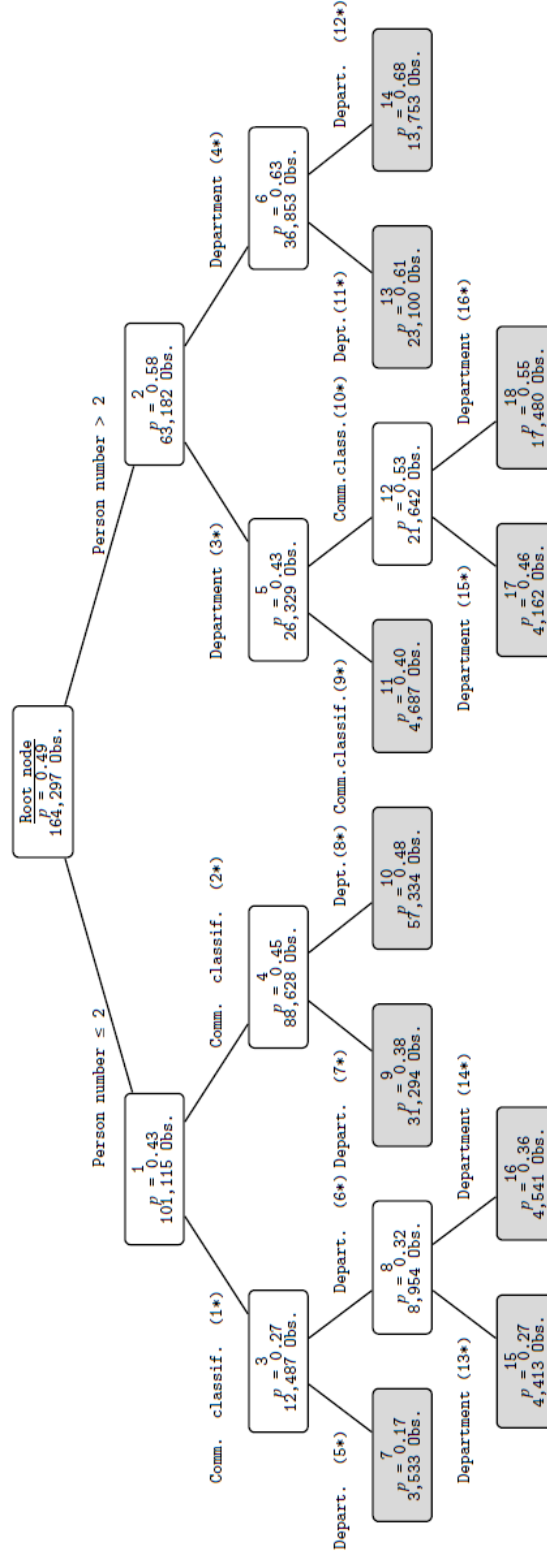 Root node
p = 0.49
164,297 Obs.
Person number ≤ 2
Person number > 2
1
p = 0.43
101,115 Obs.
2
p = 0.58
63,182 Obs.
Comm. classif. (1*)
Comm. classif. (2*)
Department (3*)
Department (4*)
3
p = 0.27
12,487 Obs.
4
p = 0.45
88,628 Obs.
5
p = 0.43
26,329 Obs.
6
p = 0.63
36,853 Obs.
Depart. (5*)
Depart. (6*)
Depart. (7*)
Dept.(8*)
Comm.classif.(9*)
Comm.class.(10*)
Dept.(11*)
Depart. (12*)
7
p = 0.17
3,533 Obs.
8
p = 0.32
8,954 Obs.
9
p = 0.38
31,294 Obs.
10
p = 0.48
57,334 Obs.
11
p = 0.40
4,687 Obs.
12
p = 0.53
21,642 Obs.
13
p = 0.61
23,100 Obs.
14
p = 0.68
13,753 Obs.
Department (13*)
Department (14*)
Department (15*)
Department (16*)
15
p = 0.27
4,413 Obs.
16
p = 0.36
4,541 Obs.
17
p = 0.46
4,162 Obs.
18
p = 0.55
17,480 Obs.